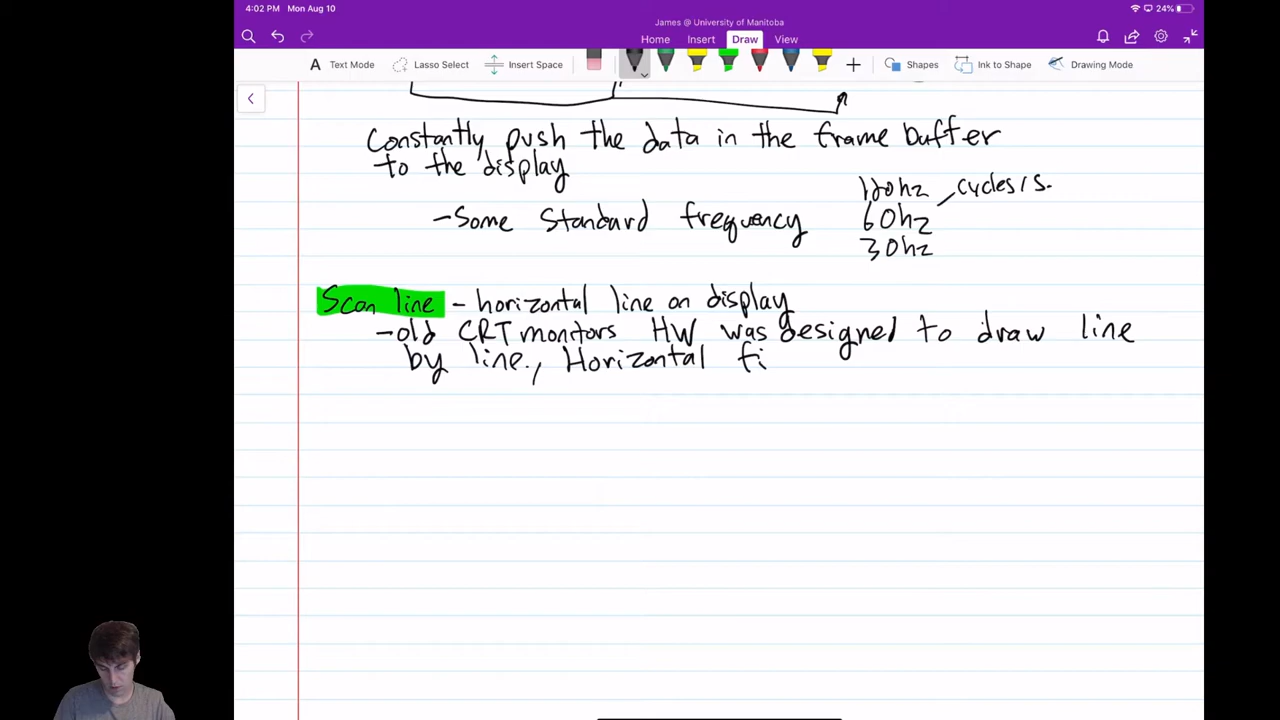 4:02 PM Mon Aug 10
24%
James @ University of Manitoba
Home Insert Draw View
Text Mode Lasso Select Insert Space Shapes Ink to Shape Drawing Mode
Constantly push the data in the frame buffer
to the display
120hz
cycles/s.
-Some Standard frequency
60hz
30hz
Scan line - horizontal line on display
-old CRT monitors HW was designed to draw line
by line., Horizontal fi